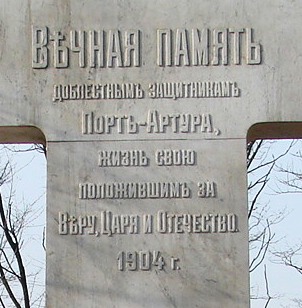 ВѢЧНАЯ ПАМЯТЬ
ДОБЛЕСТНЫМЪ ЗАЩИТНИКАМЪ
ПОРТЪ-АРТУРА,
ЖИЗНЬ СВОЮ
ПОЛОЖИВШИМЪ ЗА
ВѢРУ, ЦАРЯ И ОТЕЧЕСТВО
1904 г.